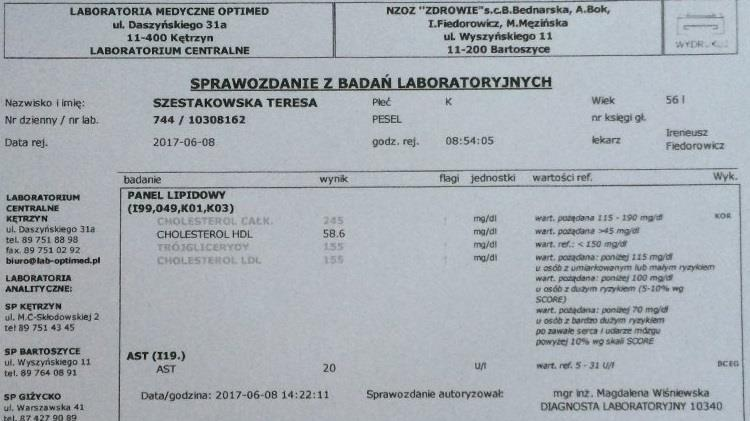 LABORATORIA MEDYCZNE OPTIMED
ul. Daszyńskiego 31a
11-400 Kętrzyn
LABORATORIUM CENTRALNE
NZOZ "ZDROWIE"s.c.B.Bednarska, A.Bok,
I.Fiedorowicz, M.Męzińska
ul. Wyszyńskiego 11
11-200 Bartoszyce
WYDRUKUJ
SPRAWOZDANIE Z BADAŃ LABORATORYJNYCH
Nazwisko i imię: SZESTAKOWSKA TERESA Płeć K Wiek 56 l
Nr dzienny / nr lab. 744 / 10308162 PESEL nr księgi gł.
Data rej. 2017-06-08 godz. rej. 08:54:05 lekarz Ireneusz Fiedorowicz
badanie wynik flagi jednostki wartości ref. Wyk.
PANEL LIPIDOWY
(I99,049,K01,K03)
CHOLESTEROL CAŁK. 245 ↑ mg/dl wart. pożądana 115 - 190 mg/dl KOR
CHOLESTEROL HDL 58.6 mg/dl wart. pożądana >45 mg/dl
TRÓJGLICERYDY 155 ↑ mg/dl wart. ref.: < 150 mg/dl
CHOLESTEROL LDL 155 ↑ mg/dl wart. pożądana: poniżej 115 mg/dl
u osób z umiarkowanym lub małym ryzykiem
wart. pożądana: poniżej 100 mg/dl
u osób z dużym ryzykiem (5-10% wg
SCORE)
wart. pożądana: poniżej 70 mg/dl
u osób z bardzo dużym ryzykiem
po zawale serca i udarze mózgu
powyżej 10% wg skali SCORE
AST (I19.)
AST 20 U/l wart. ref. 5 - 31 U/l BCEG
Data/godzina: 2017-06-08 14:22:11 Sprawozdanie autoryzował: mgr inż. Magdalena Wiśniewska
DIAGNOSTA LABORATORYJNY 10340
LABORATORIUM
CENTRALNE
KĘTRZYN
ul. Daszyńskiego 31a
tel. 89 751 88 98
fax. 89 751 02 92
biuro@lab-optimed.pl
LABORATORIA
ANALITYCZNE:
SP KĘTRZYN
ul. M.C-Skłodowskiej 2
tel 89 751 43 45
SP BARTOSZYCE
ul. Wyszyńskiego 11
tel. 89 764 08 91
SP GIŻYCKO
ul. Warszawska 41
tel. 87 427 90 89